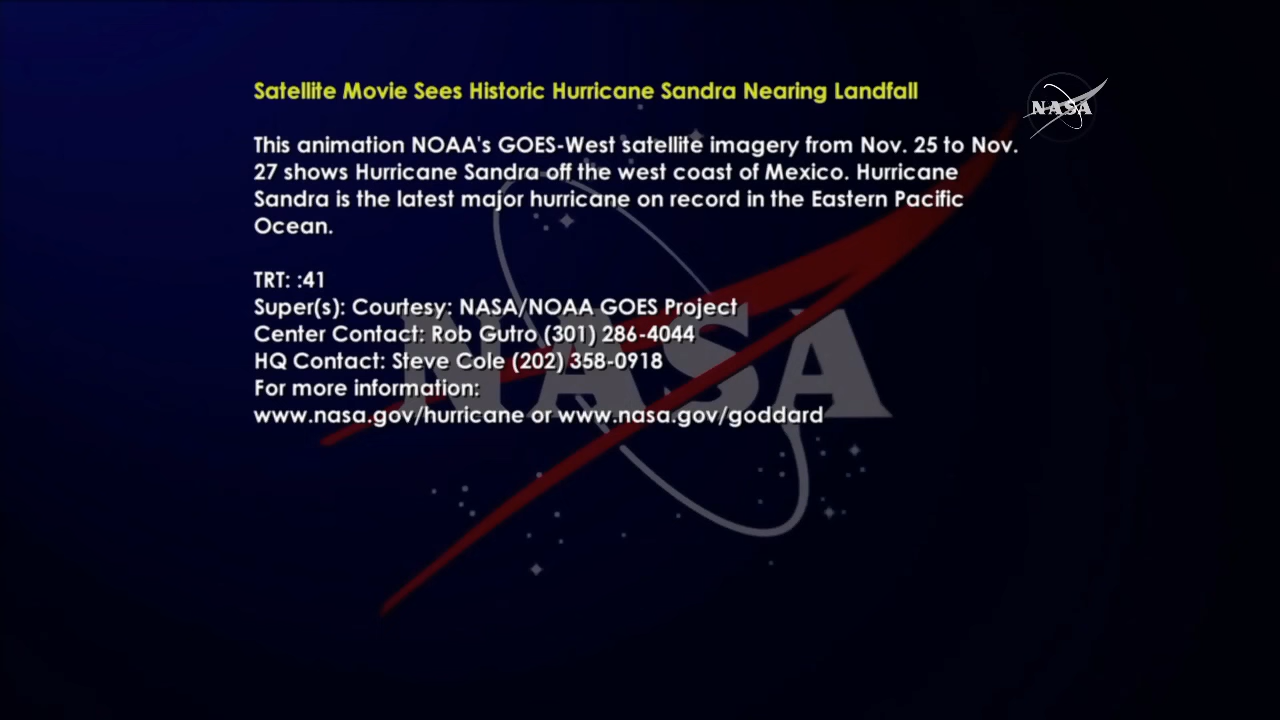 Satellite Movie Sees Historic Hurricane Sandra Nearing Landfall
NASA
This animation NOAA's GOES-West satellite imagery from Nov. 25 to Nov.
27 shows Hurricane Sandra off the west coast of Mexico. Hurricane
Sandra is the latest major hurricane on record in the Eastern Pacific
Ocean.
TRT: :41
Super(s): Courtesy: NASA/NOAA GOES Project
Center Contact: Rob Gutro (301) 286-4044
HQ Contact: Steve Cole (202) 358-0918
For more information:
www.nasa.gov/hurricane or www.nasa.gov/goddard
NASA